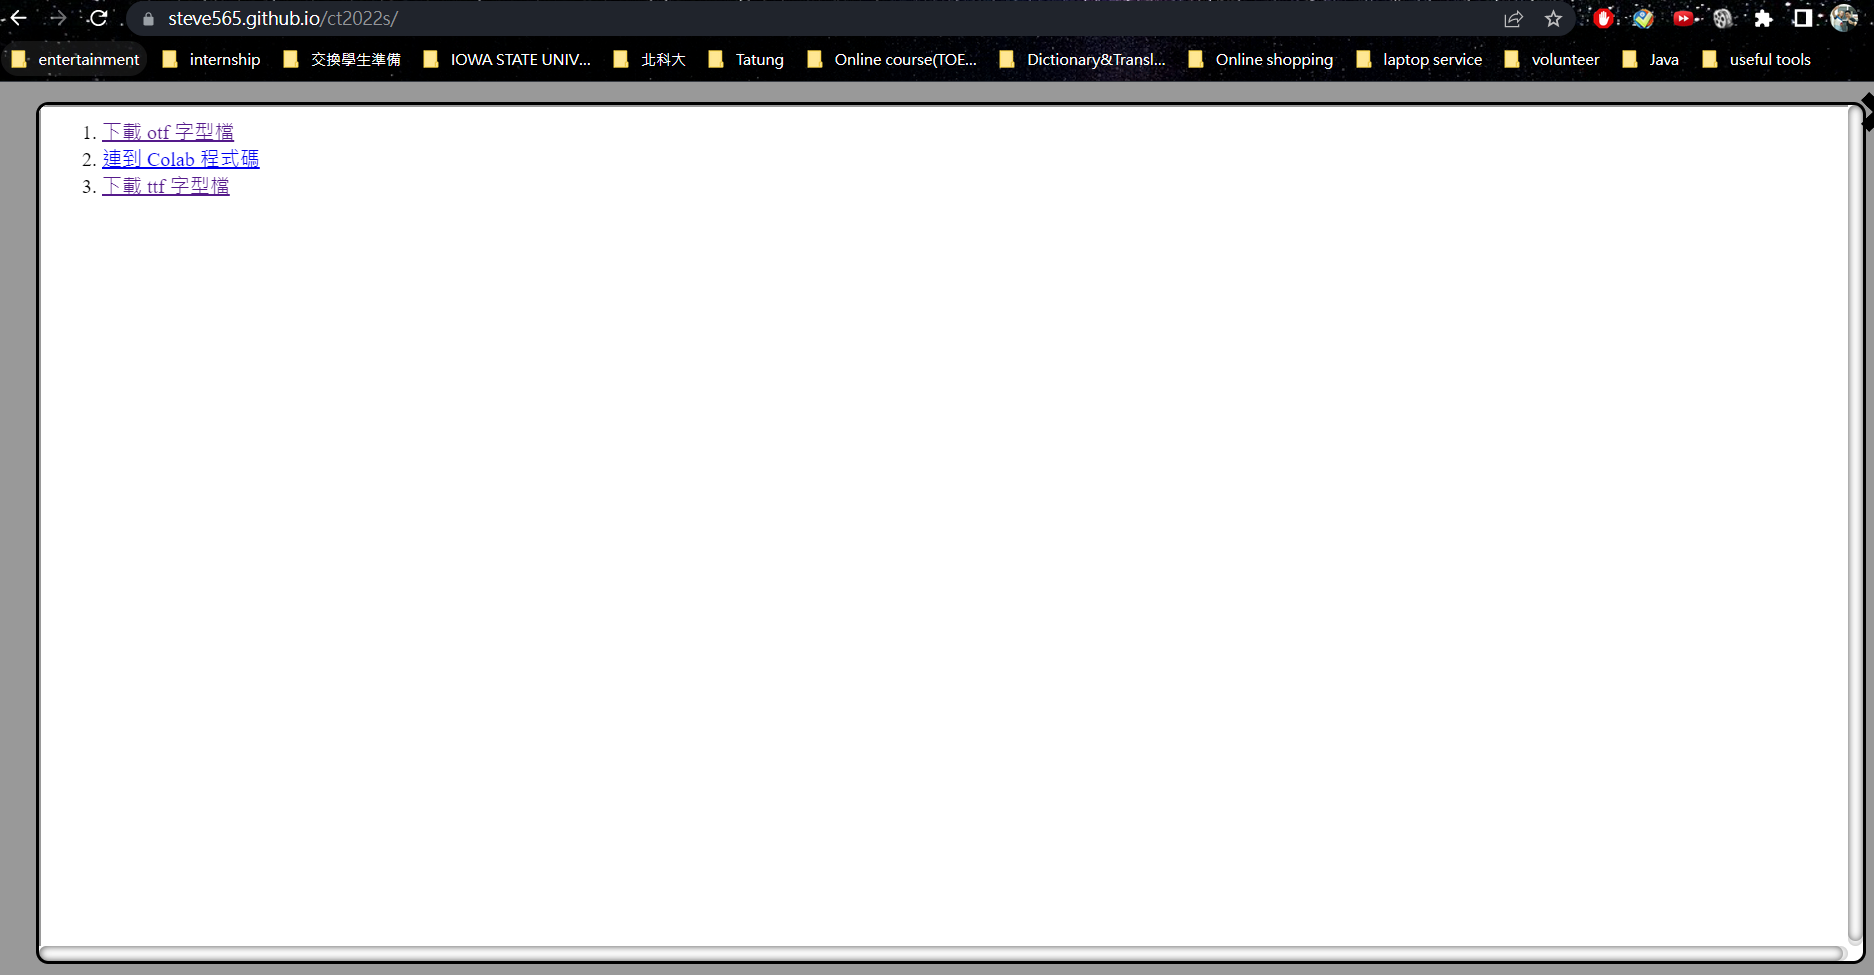 steve565.github.io/ct2022s/
entertainment internship 交換學生準備 IOWA STATE UNIV... 北科大 Tatung Online course(TOE... Dictionary&Transl... Online shopping laptop service volunteer Java useful tools
1. 下載 otf 字型檔
2. 連到 Colab 程式碼
3. 下載 ttf 字型檔